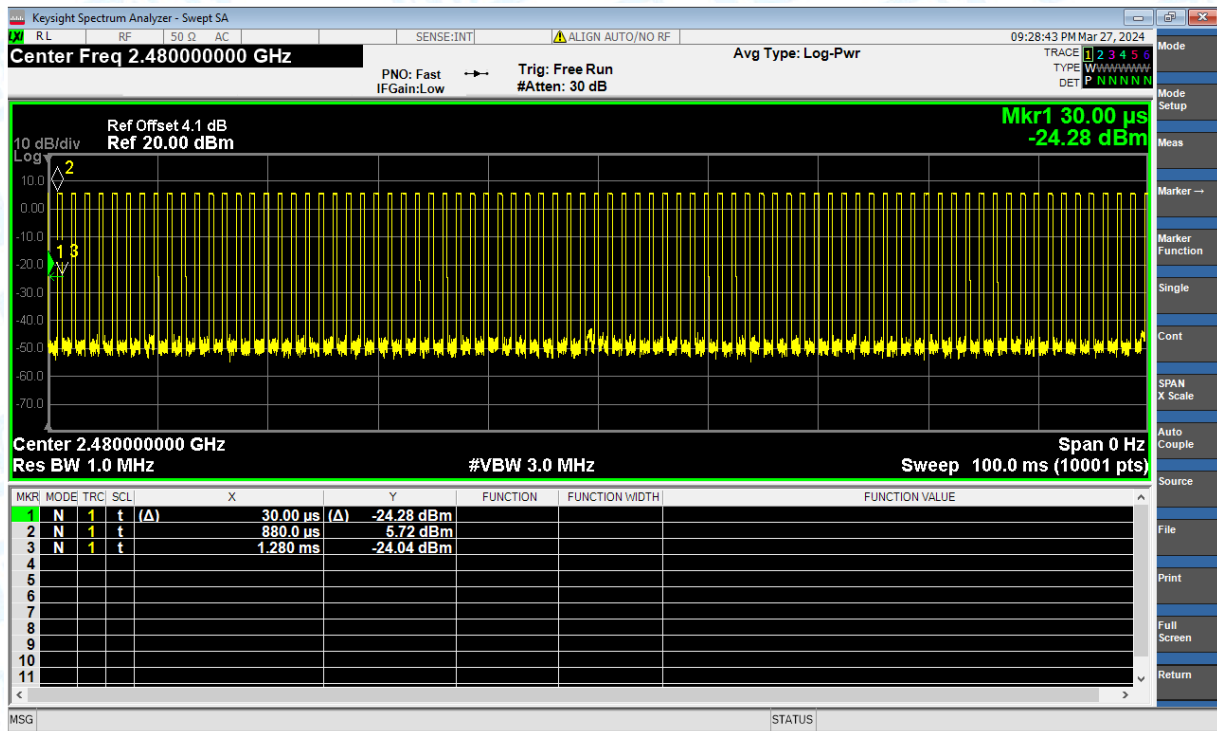 Keysight Spectrum Analyzer - Swept SA
LXI RL RF 50 Ω AC SENSE:INT ALIGN AUTO/NO RF 09:28:43 PM Mar 27, 2024
Center Freq 2.480000000 GHz
Avg Type: Log-Pwr
TRACE 1 2 3 4 5 6
TYPE WWWWWW
DET P N N N N N
PNO: Fast
IFGain:Low
Trig: Free Run
#Atten: 30 dB
Mkr1 30.00 µs
-24.28 dBm
Ref Offset 4.1 dB
10 dB/div Ref 20.00 dBm
Log
10.0
0.00
-10.0
-20.0
-30.0
-40.0
-50.0
-60.0
-70.0
2
1 3
Center 2.480000000 GHz Span 0 Hz
Res BW 1.0 MHz #VBW 3.0 MHz Sweep 100.0 ms (10001 pts)
MKR MODE TRC SCL X Y FUNCTION FUNCTION WIDTH FUNCTION VALUE
1 N 1 t (Δ) 30.00 µs (Δ) -24.28 dBm
2 N 1 t 880.0 µs 5.72 dBm
3 N 1 t 1.280 ms -24.04 dBm
4
5
6
7
8
9
10
11
MSG STATUS
Mode
Mode
Setup
Meas
Marker →
Marker
Function
Single
Cont
SPAN
X Scale
Auto
Couple
Source
File
Print
Full
Screen
Return